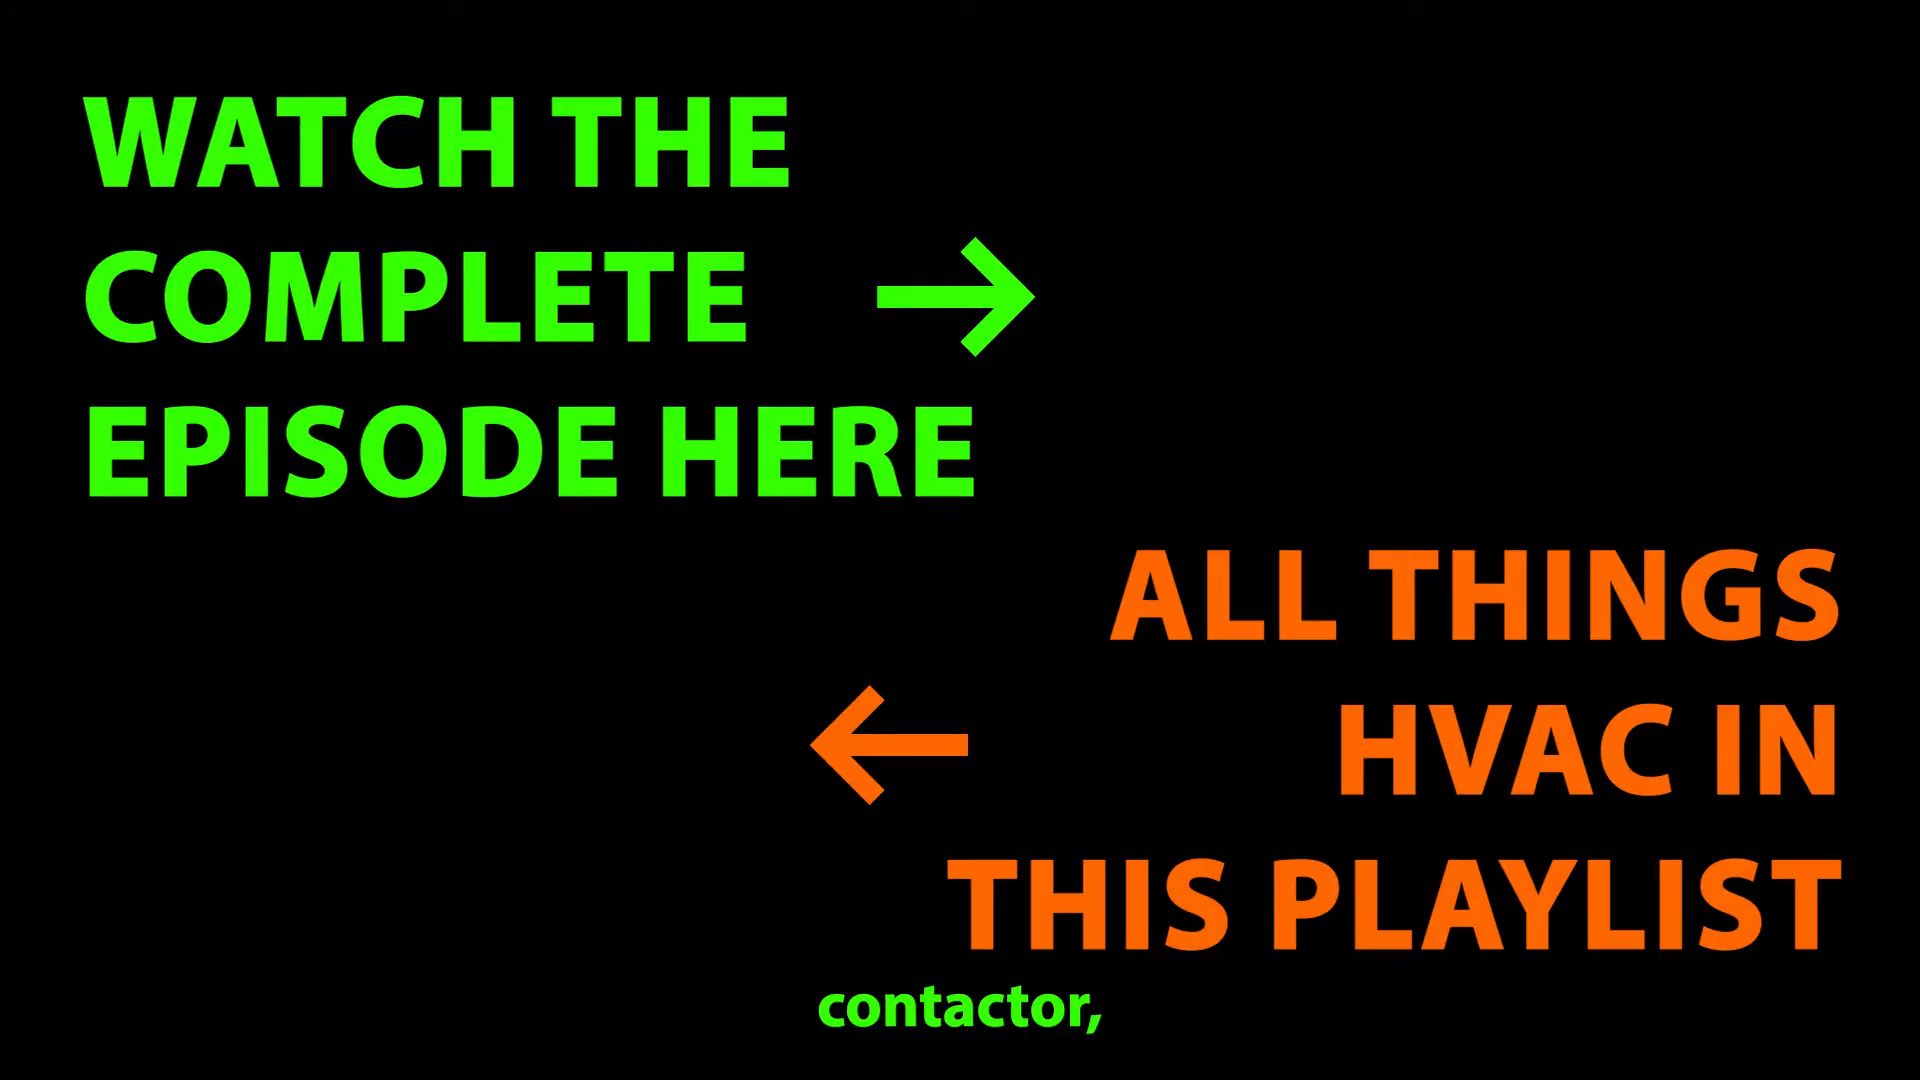 WATCH THE
COMPLETE
EPISODE HERE
ALL THINGS
HVAC IN
THIS PLAYLIST
contactor,